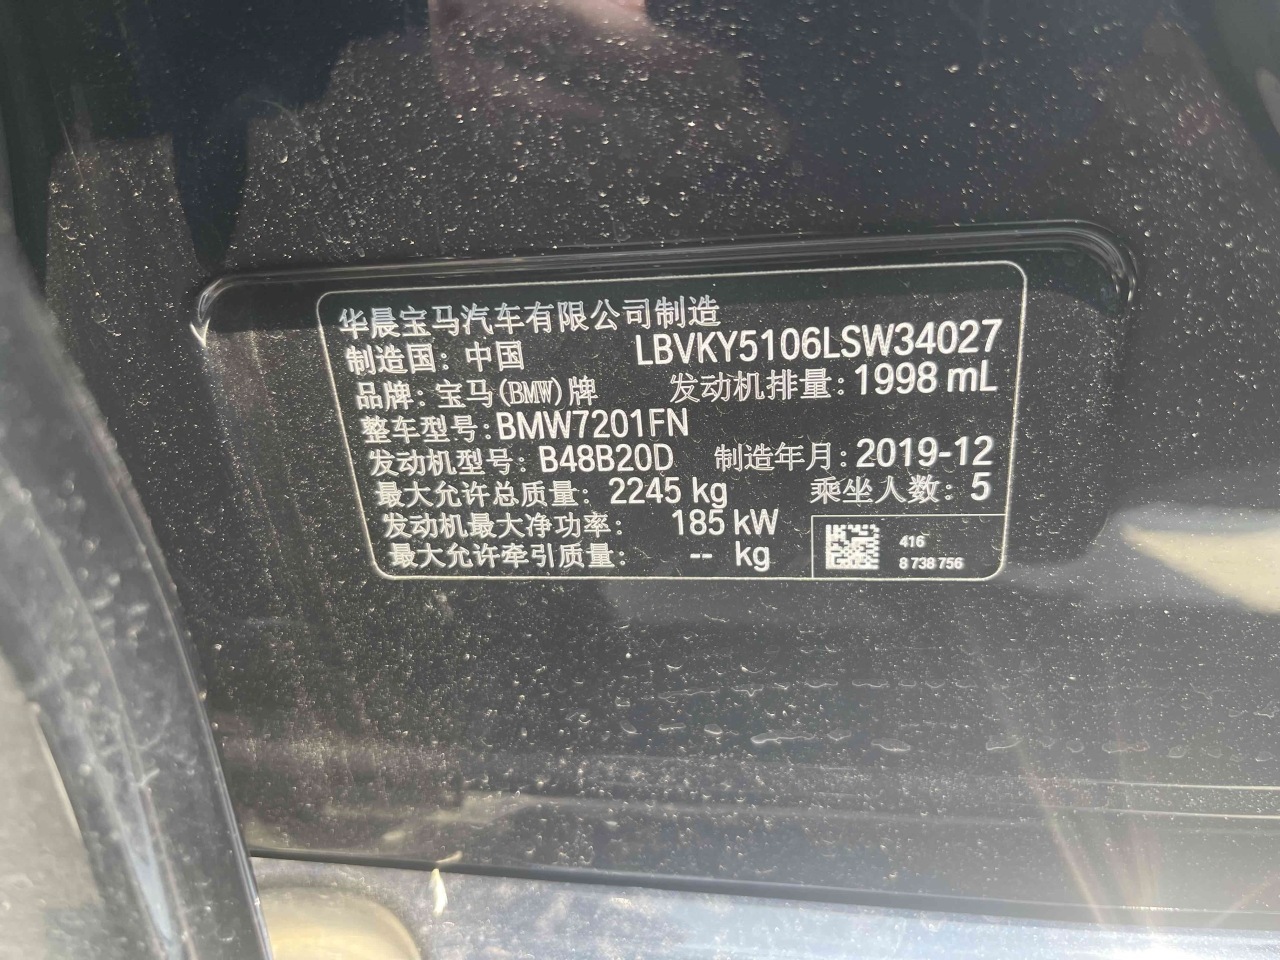 华晨宝马汽车有限公司制造
制造国：中国 LBVKY5106LSW34027
品牌：宝马(BMW)牌 发动机排量：1998 mL
整车型号：BMW7201FN
发动机型号：B48B20D 制造年月：2019-12
最大允许总质量：2245 kg 乘坐人数：5
发动机最大净功率：185 kW
最大允许牵引质量：-- kg
416
8 738 756